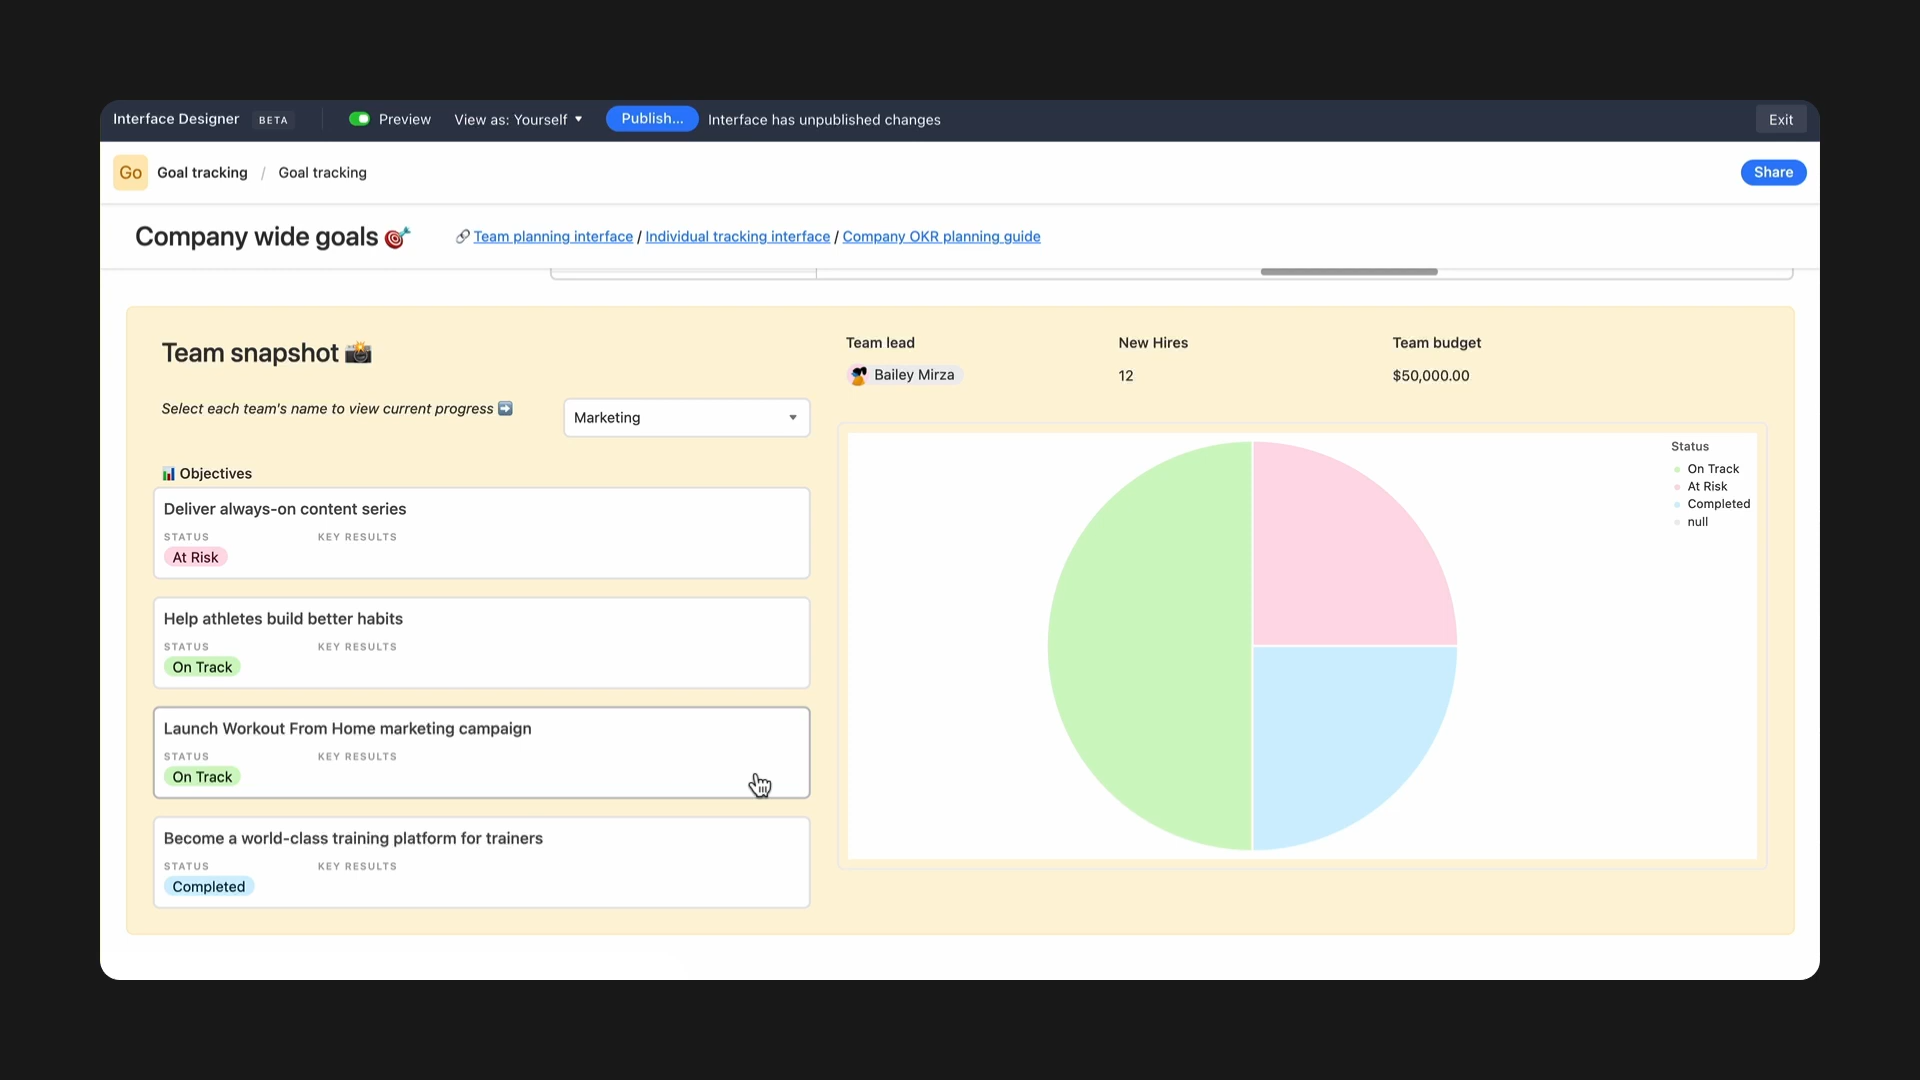 Interface Designer BETA Preview View as: Yourself Publish... Interface has unpublished changes Exit
Go Goal tracking / Goal tracking Share
Company wide goals 🎯 🔗 Team planning interface / Individual tracking interface / Company OKR planning guide
Team snapshot 📸
Select each team's name to view current progress ➡️
Marketing
Team lead New Hires Team budget
Bailey Mirza 12 $50,000.00
📊 Objectives
Deliver always-on content series
STATUS KEY RESULTS
At Risk
Help athletes build better habits
STATUS KEY RESULTS
On Track
Launch Workout From Home marketing campaign
STATUS KEY RESULTS
On Track
Become a world-class training platform for trainers
STATUS KEY RESULTS
Completed
Status
On Track
At Risk
Completed
null